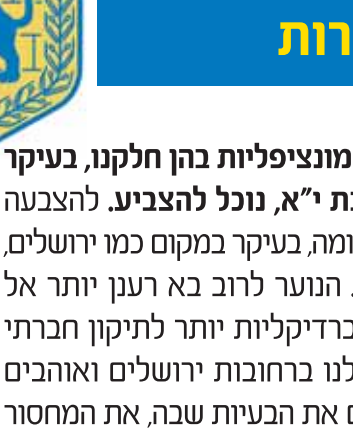 רות
מונציפליות בהן חלקנו, בעיקר
ת י״א, נוכל להצביע. להצבעה
ומה, בעיקר במקום כמו ירושלים,
. הנוער לרוב בא רענן יותר אל
ברדיקליות יותר לתיקון חברתי
לנו ברחובות ירושלים ואוהבים
ם את הבעיות שבה, את המחסור